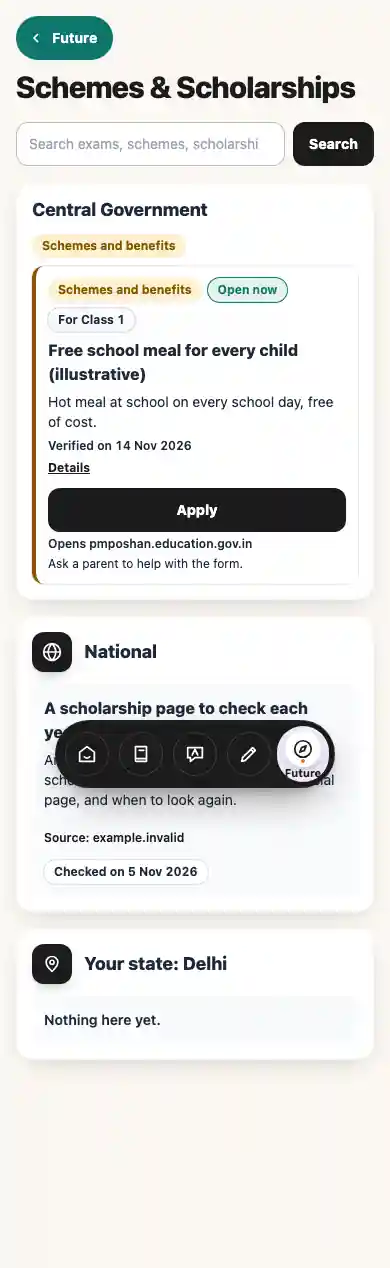 Future
Schemes & Scholarships
Search exams, schemes, scholarshi
Search
Central Government
Schemes and benefits
Schemes and benefits
Open now
For Class 1
Free school meal for every child
(illustrative)
Hot meal at school on every school day, free
of cost.
Verified on 14 Nov 2026
Details
Apply
Opens pmposhan.education.gov.in
Ask a parent to help with the form.
National
A scholarship page to check each
Future
page, and when to look again.
Source: example.invalid
Checked on 5 Nov 2026
Your state: Delhi
Nothing here yet.